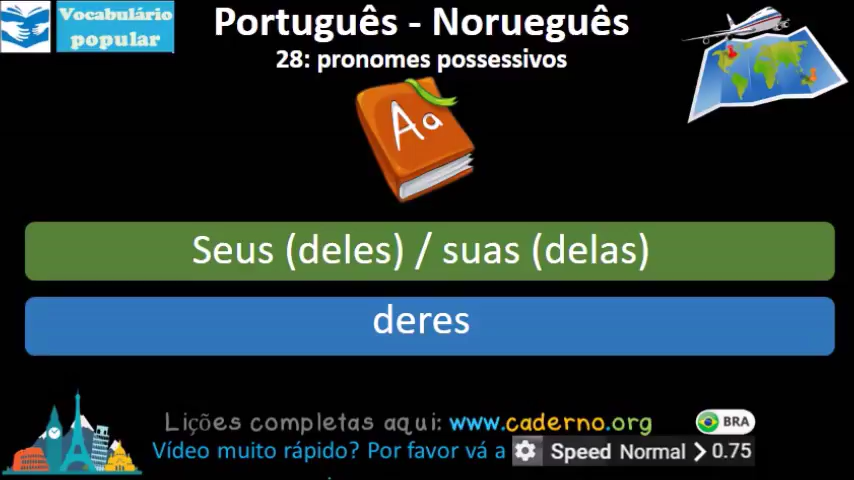 Vocabulário
popular
Português - Norueguês
28: pronomes possessivos
Aa
Seus (deles) / suas (delas)
deres
Lições completas aqui: www.caderno.org
BRA
Vídeo muito rápido? Por favor vá a Speed Normal > 0.75